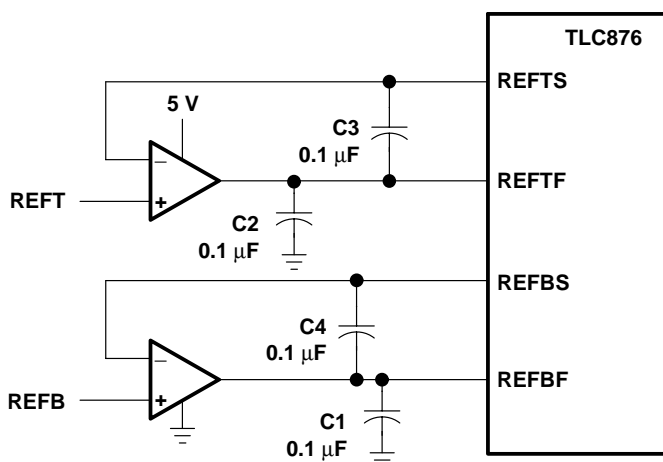 TLC876
REFTS
5 V
C3
0.1 μF
−
+
REFT
REFTF
C2
0.1 μF
REFBS
C4
0.1 μF
−
+
REFB
REFBF
C1
0.1 μF